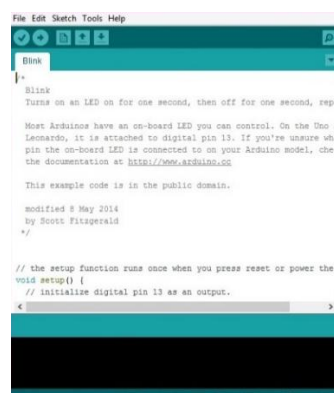 File Edit Sketch Tools Help
Blink
/*
Blink
Turns on an LED on for one second, then off for one second, rep
Most Arduinos have an on-board LED you can control. On the Uno
Leonardo, it is attached to digital pin 13. If you're unsure wh
pin the on-board LED is connected to on your Arduino model, che
the documentation at http://www.arduino.cc
This example code is in the public domain.
modified 8 May 2014
by Scott Fitzgerald
*/
// the setup function runs once when you press reset or power the
void setup() {
// initialize digital pin 13 as an output.